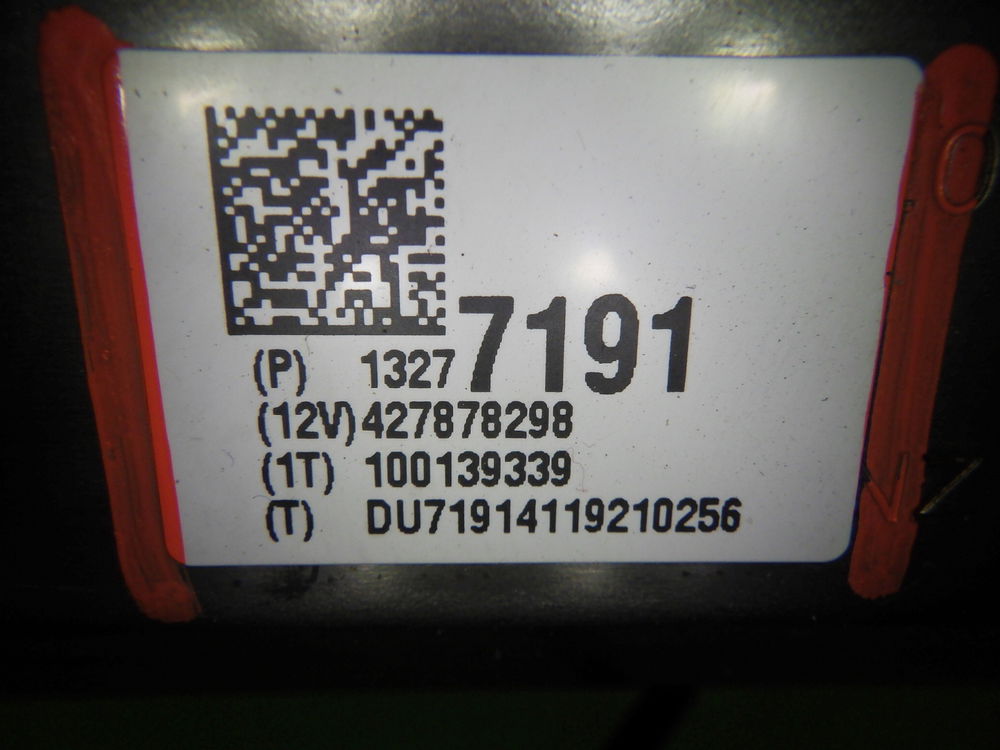 (P) 13277191
(12V)427878298
(1T) 100139339
(T) DU71914119210256